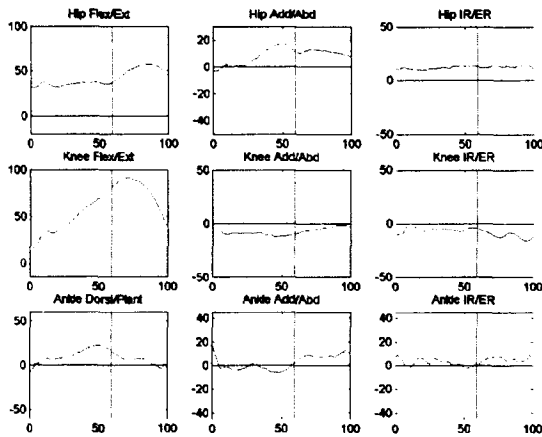 Hip Flex/Ext
Hip Add/Abd
Hip IR/ER
100
50
0
0 50 100
20
0
-20
-40
0 50 100
50
0
-50
0 50 100
Knee Flex/Ext
Knee Add/Abd
Knee IR/ER
100
50
0
0 50 100
50
0
-50
0 50 100
50
0
-50
0 50 100
Ankle Dorsi/Plant
Ankle Add/Abd
Ankle IR/ER
50
0
-50
0 50 100
40
20
0
-20
-40
0 50 100
40
20
0
-20
-40
0 50 100